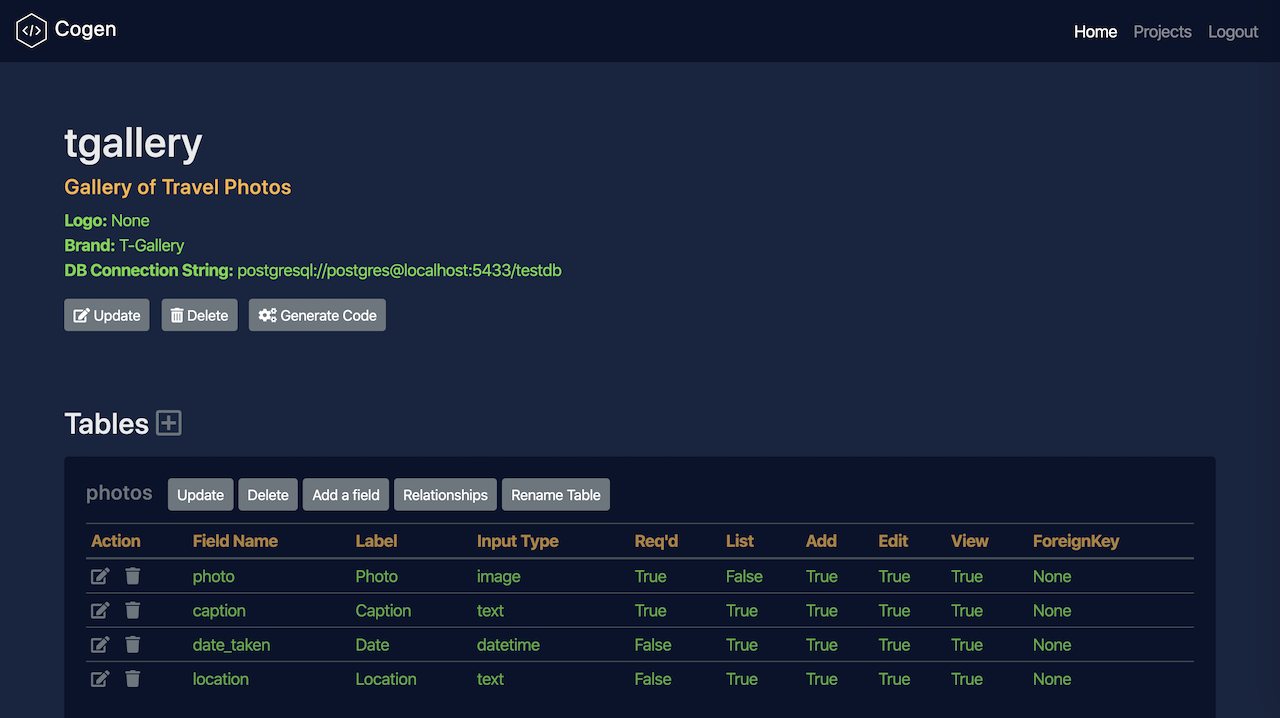 </> Cogen Home Projects Logout
tgallery
Gallery of Travel Photos
Logo: None
Brand: T-Gallery
DB Connection String: postgresql://postgres@localhost:5433/testdb
Update Delete Generate Code
Tables
photos Update Delete Add a field Relationships Rename Table
Action Field Name Label Input Type Req'd List Add Edit View ForeignKey
photo Photo image True False True True True None
caption Caption text True True True True True None
date_taken Date datetime False True True True True None
location Location text False True True True True None